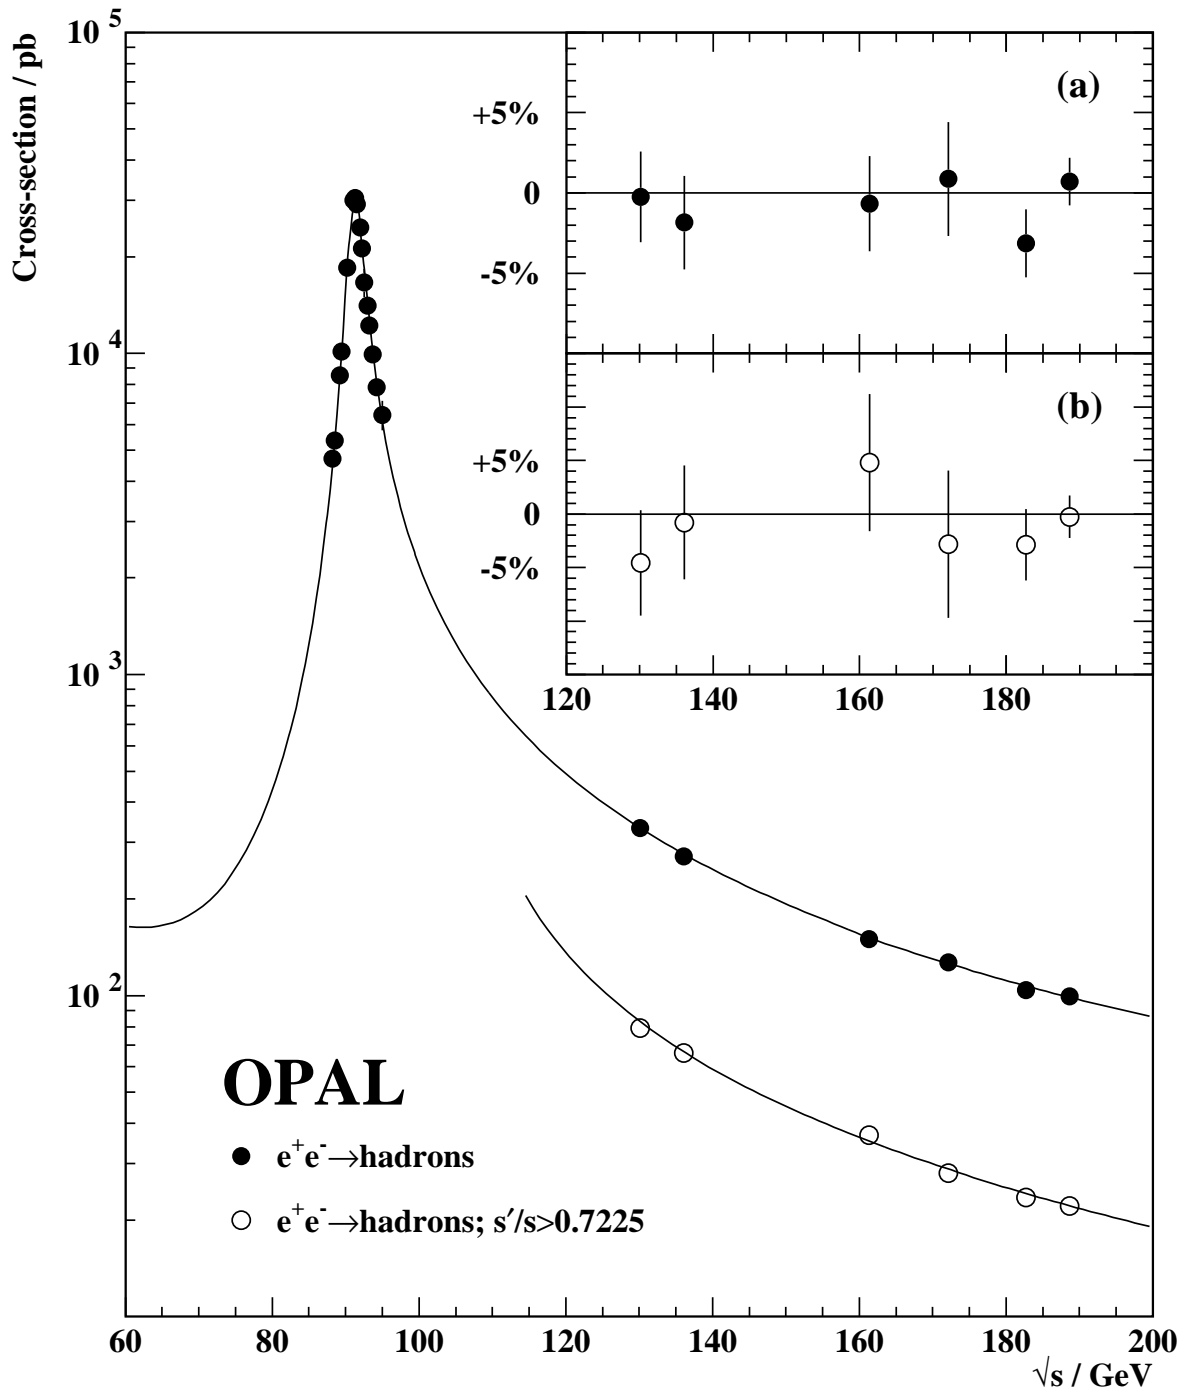 Cross-section / pb
10^5
10^4
10^3
10^2
(a)
+5%
0
-5%
(b)
+5%
0
-5%
120 140 160 180
OPAL
e^+e^-→hadrons
e^+e^-→hadrons; s′/s>0.7225
60 80 100 120 140 160 180 200
√s / GeV